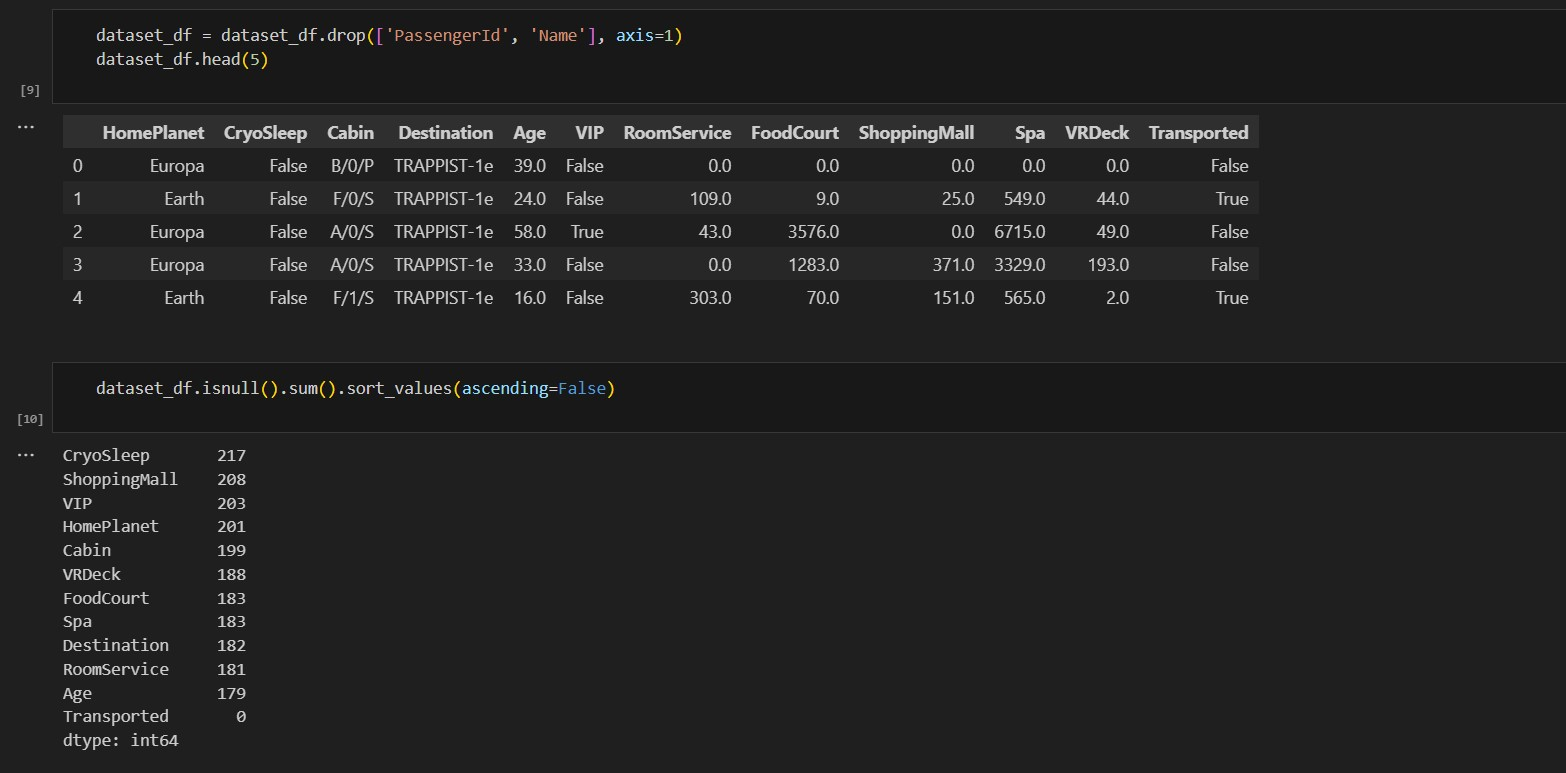 dataset_df = dataset_df.drop(['PassengerId', 'Name'], axis=1)
dataset_df.head(5)
[9]
...
HomePlanet CryoSleep Cabin Destination Age VIP RoomService FoodCourt ShoppingMall Spa VRDeck Transported
0 Europa False B/0/P TRAPPIST-1e 39.0 False 0.0 0.0 0.0 0.0 0.0 False
1 Earth False F/0/S TRAPPIST-1e 24.0 False 109.0 9.0 25.0 549.0 44.0 True
2 Europa False A/0/S TRAPPIST-1e 58.0 True 43.0 3576.0 0.0 6715.0 49.0 False
3 Europa False A/0/S TRAPPIST-1e 33.0 False 0.0 1283.0 371.0 3329.0 193.0 False
4 Earth False F/1/S TRAPPIST-1e 16.0 False 303.0 70.0 151.0 565.0 2.0 True
dataset_df.isnull().sum().sort_values(ascending=False)
[10]
...
CryoSleep 217
ShoppingMall 208
VIP 203
HomePlanet 201
Cabin 199
VRDeck 188
FoodCourt 183
Spa 183
Destination 182
RoomService 181
Age 179
Transported 0
dtype: int64